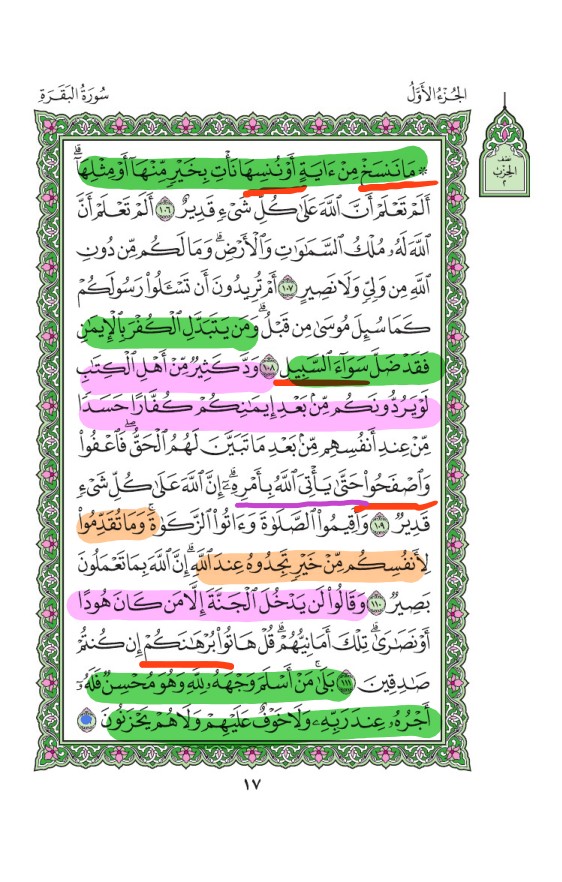 الجُزْءُ الأَوَّلُ
سُورَةُ البَقَرَةِ
نصف
الحزب
٢
۞ مَا نَنسَخْ مِنْ ءَايَةٍ أَوْ نُنسِهَا نَأْتِ بِخَيْرٍ مِّنْهَآ أَوْ مِثْلِهَآۗ
أَلَمْ تَعْلَمْ أَنَّ ٱللَّهَ عَلَىٰ كُلِّ شَىْءٍ قَدِيرٌ ١٠٦ أَلَمْ تَعْلَمْ أَنَّ
ٱللَّهَ لَهُۥ مُلْكُ ٱلسَّمَٰوَٰتِ وَٱلْأَرْضِۗ وَمَا لَكُم مِّن دُونِ
ٱللَّهِ مِن وَلِىٍّ وَلَا نَصِيرٍ ١٠٧ أَمْ تُرِيدُونَ أَن تَسْـَٔلُوا۟ رَسُولَكُمْ
كَمَا سُئِلَ مُوسَىٰ مِن قَبْلُۗ وَمَن يَتَبَدَّلِ ٱلْكُفْرَ بِٱلْإِيمَٰنِ
فَقَدْ ضَلَّ سَوَآءَ ٱلسَّبِيلِ ١٠٨ وَدَّ كَثِيرٌ مِّنْ أَهْلِ ٱلْكِتَٰبِ
لَوْ يَرُدُّونَكُم مِّنۢ بَعْدِ إِيمَٰنِكُمْ كُفَّارًا حَسَدًا
مِّنْ عِندِ أَنفُسِهِم مِّنۢ بَعْدِ مَا تَبَيَّنَ لَهُمُ ٱلْحَقُّۖ فَٱعْفُوا۟
وَٱصْفَحُوا۟ حَتَّىٰ يَأْتِىَ ٱللَّهُ بِأَمْرِهِۦٓۗ إِنَّ ٱللَّهَ عَلَىٰ كُلِّ شَىْءٍ
قَدِيرٌ ١٠٩ وَأَقِيمُوا۟ ٱلصَّلَوٰةَ وَءَاتُوا۟ ٱلزَّكَوٰةَۚ وَمَا تُقَدِّمُوا۟
لِأَنفُسِكُم مِّنْ خَيْرٍ تَجِدُوهُ عِندَ ٱللَّهِۗ إِنَّ ٱللَّهَ بِمَا تَعْمَلُونَ
بَصِيرٌ ١١٠ وَقَالُوا۟ لَن يَدْخُلَ ٱلْجَنَّةَ إِلَّا مَن كَانَ هُودًا
أَوْ نَصَٰرَىٰۗ تِلْكَ أَمَانِيُّهُمْۗ قُلْ هَاتُوا۟ بُرْهَٰنَكُمْ إِن كُنتُمْ
صَٰدِقِينَ ١١١ بَلَىٰۚ مَنْ أَسْلَمَ وَجْهَهُۥ لِلَّهِ وَهُوَ مُحْسِنٌ فَلَهُۥٓ
أَجْرُهُۥ عِندَ رَبِّهِۦ وَلَا خَوْفٌ عَلَيْهِمْ وَلَا هُمْ يَحْزَنُونَ
١٧